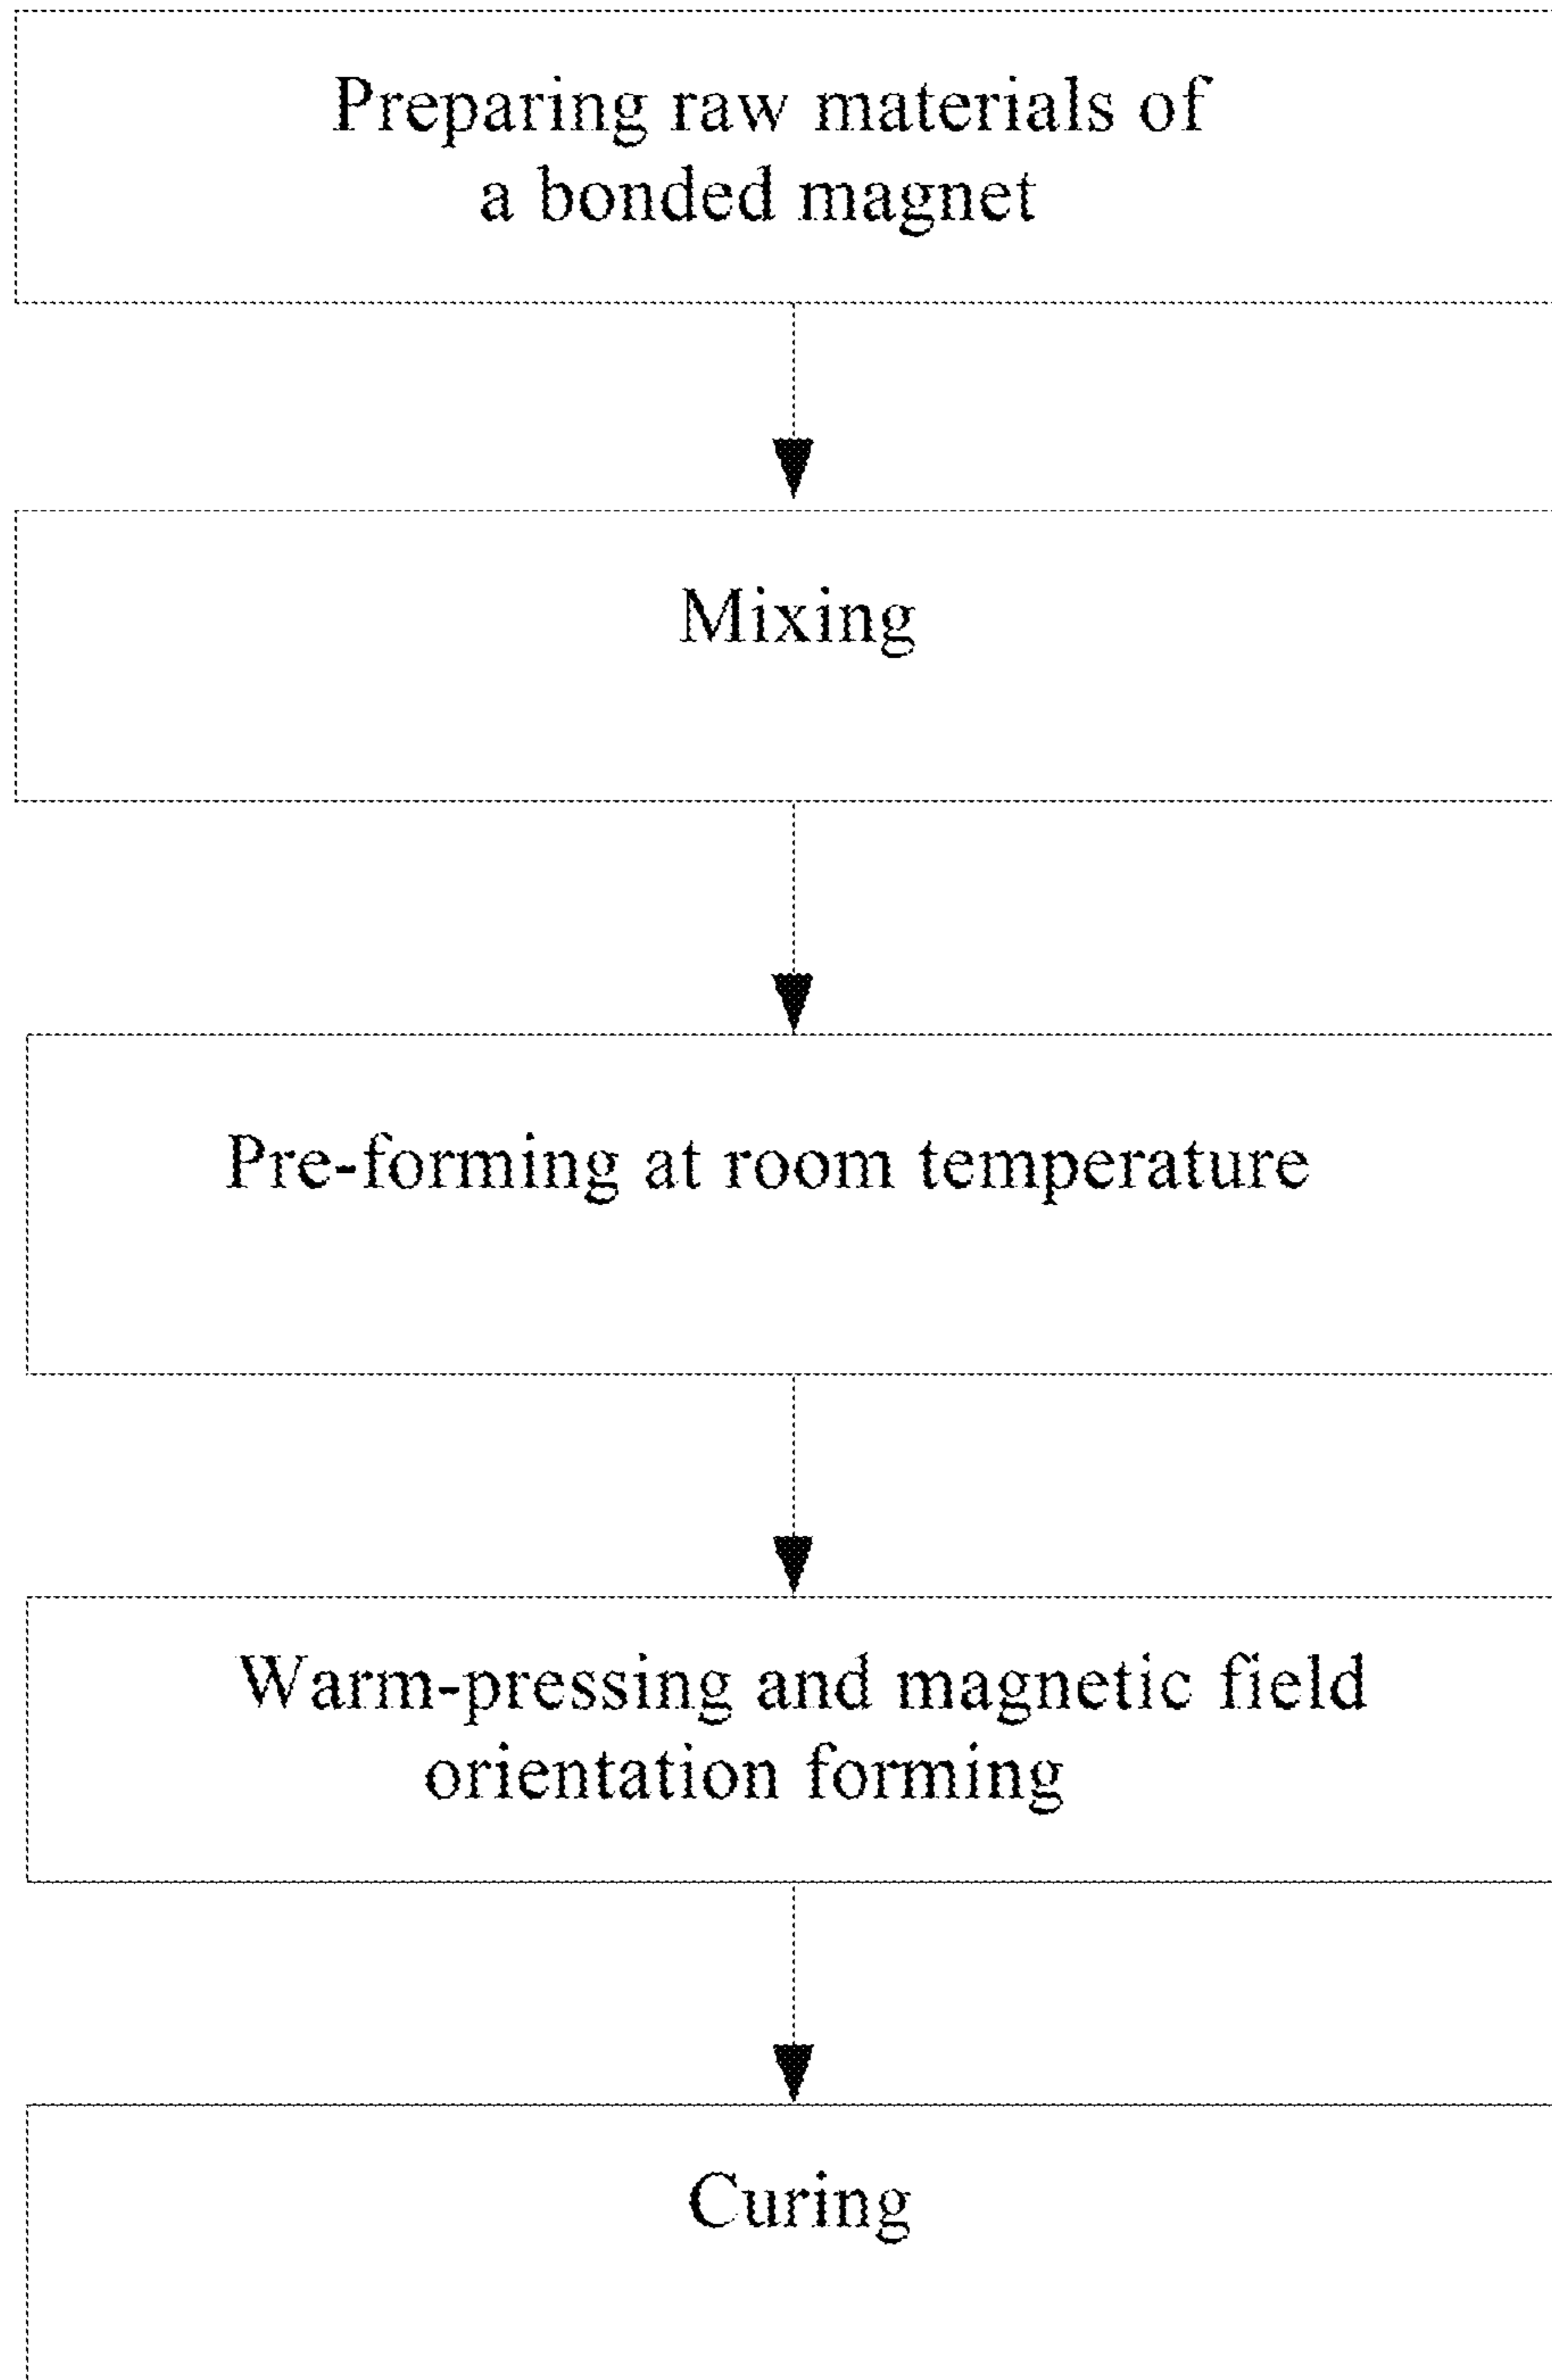 Preparing raw materials of
a bonded magnet
Mixing
Pre-forming at room temperature
Warm-pressing and magnetic field
orientation forming
Curing